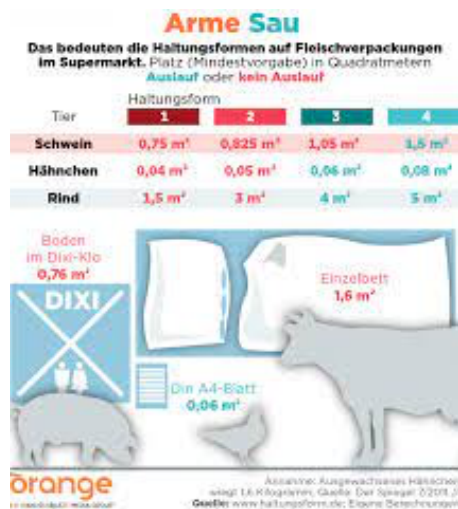 Arme Sau
Das bedeuten die Haltungsformen auf Fleischverpackungen
im Supermarkt. Platz (Mindestvorgabe) in Quadratmetern
Auslauf oder kein Auslauf
Haltungsform
Tier 1 2 3 4
Schwein 0,75 m² 0,825 m² 1,05 m² 1,5 m²
Hähnchen 0,04 m² 0,05 m² 0,06 m² 0,08 m²
Rind 1,5 m² 3 m² 4 m² 5 m²
Boden
im Dixi-Klo
0,76 m²
DIXI
Einzelbett
1,6 m²
Din A4-Blatt
0,06 m²
orange
Annahme: Ausgewachsenes Hähnchen
wiegt 1,6 Kilogramm, Quelle: Der Spiegel
Quelle: www.haltungsform.de; Eigene Berechnungen